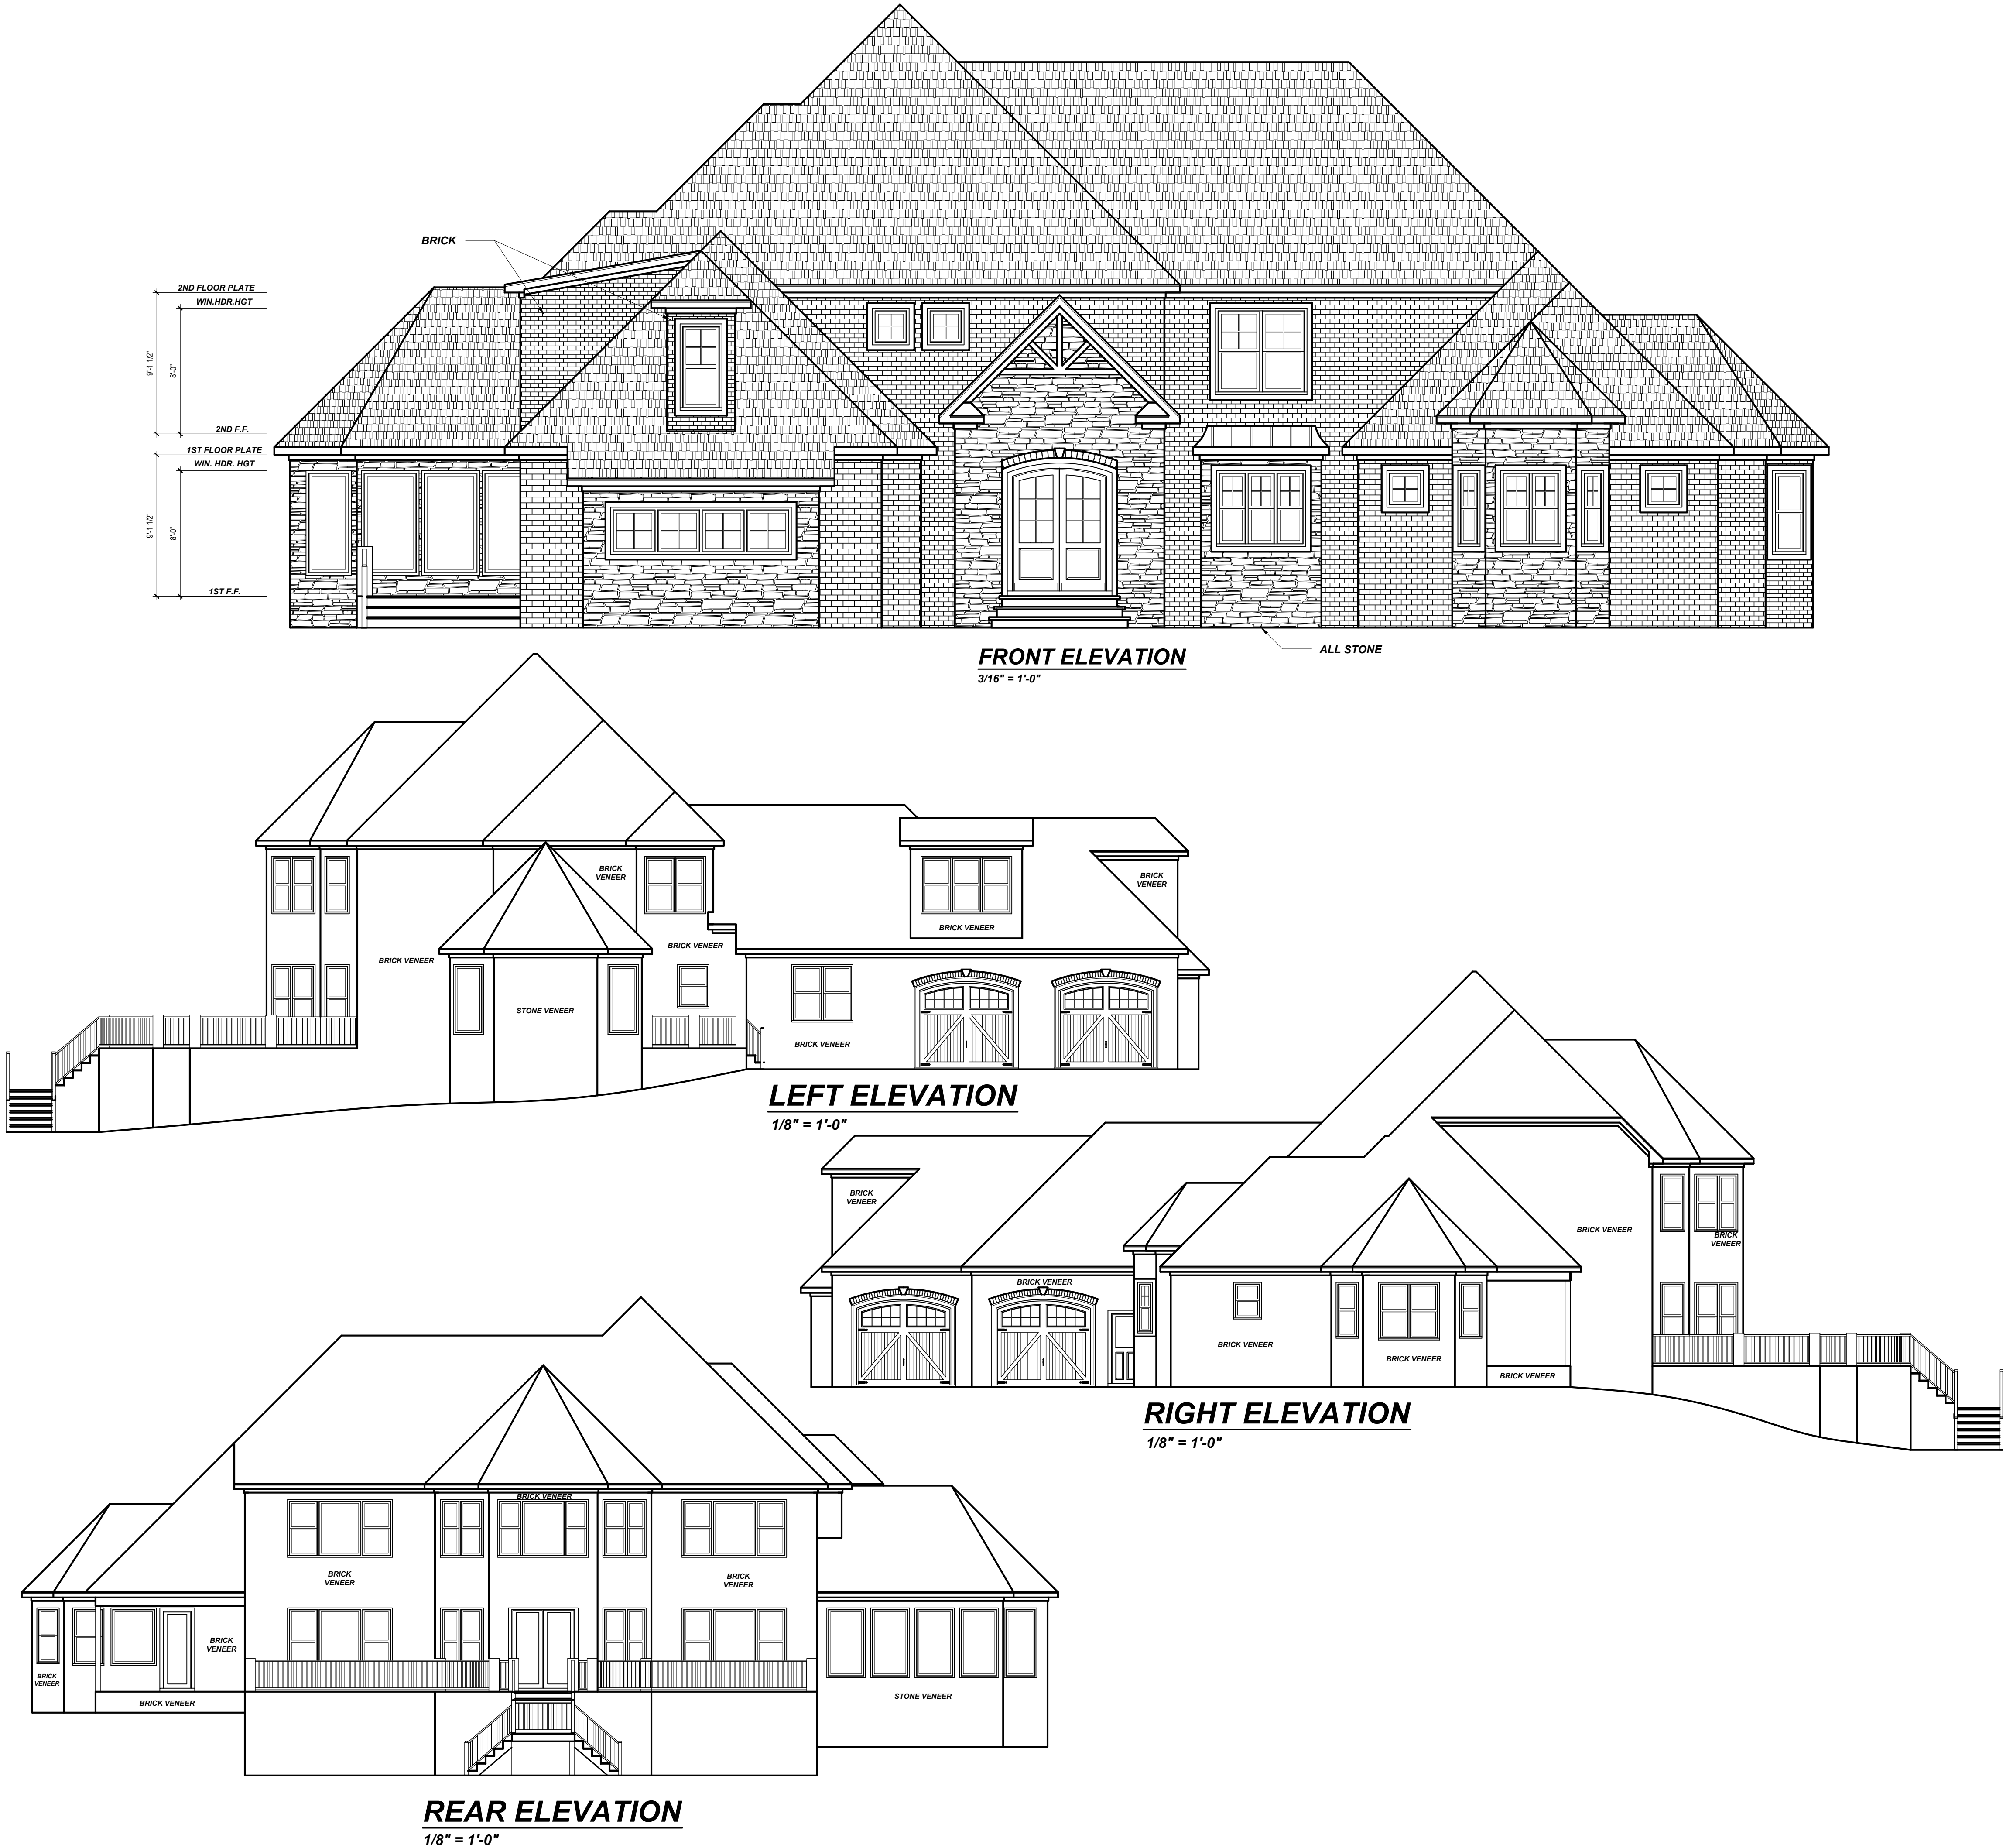 BRICK
2ND FLOOR PLATE
WIN.HDR.HGT
9'-1 1/2"
8'-0"
2ND F.F.
1ST FLOOR PLATE
WIN. HDR. HGT
9'-1 1/2"
8'-0"
1ST F.F.
ALL STONE
FRONT ELEVATION
3/16" = 1'-0"
BRICK
VENEER
BRICK
VENEER
BRICK VENEER
BRICK VENEER
BRICK VENEER
STONE VENEER
BRICK VENEER
LEFT ELEVATION
1/8" = 1'-0"
BRICK
VENEER
BRICK VENEER
BRICK
VENEER
BRICK VENEER
BRICK VENEER
BRICK VENEER
BRICK VENEER
RIGHT ELEVATION
1/8" = 1'-0"
BRICK VENEER
BRICK
VENEER
BRICK
VENEER
BRICK
VENEER
BRICK
VENEER
BRICK VENEER
STONE VENEER
REAR ELEVATION
1/8" = 1'-0"